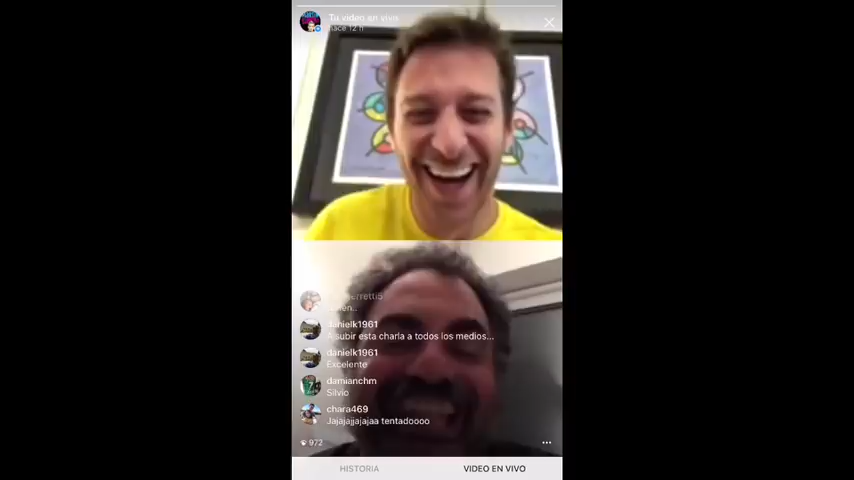 Tu video en vivo
hace 12 h
danielk1961
A subir esta charla a todos los medios...
danielk1961
Excelente
damianchm
Silvio
chara469
Jajajajjajajaa tentadoooo
972
HISTORIA
VIDEO EN VIVO